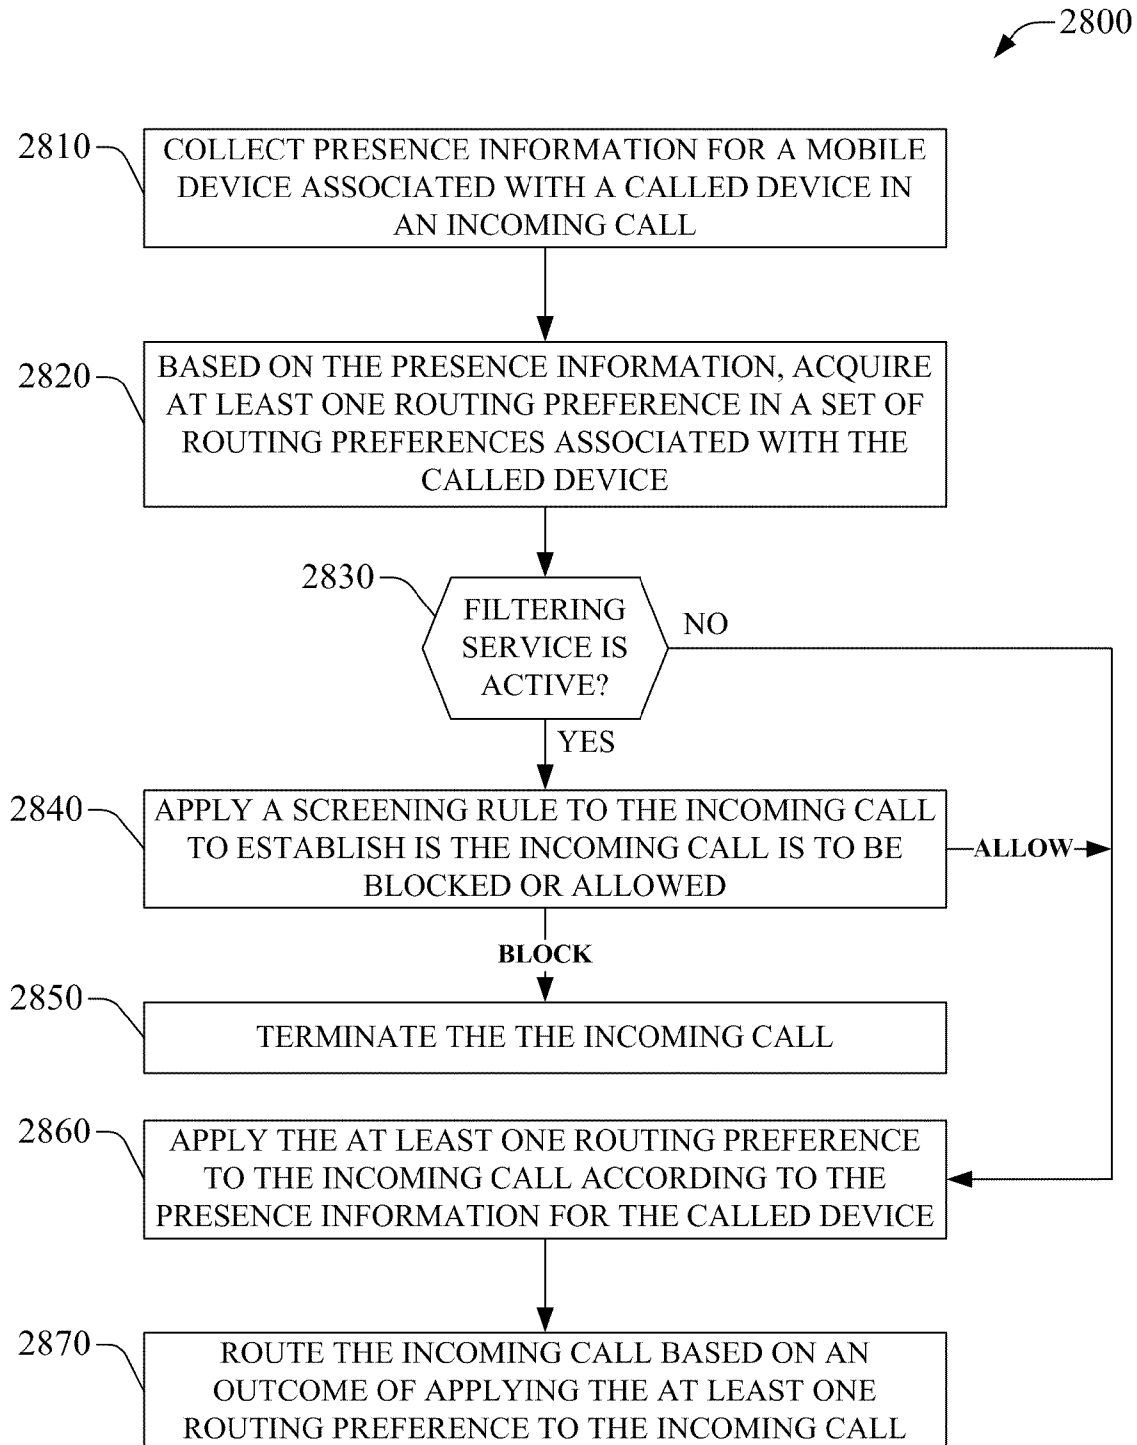 2800
2810
COLLECT PRESENCE INFORMATION FOR A MOBILE
DEVICE ASSOCIATED WITH A CALLED DEVICE IN
AN INCOMING CALL
2820
BASED ON THE PRESENCE INFORMATION, ACQUIRE
AT LEAST ONE ROUTING PREFERENCE IN A SET OF
ROUTING PREFERENCES ASSOCIATED WITH THE
CALLED DEVICE
2830
FILTERING
SERVICE IS
ACTIVE?
NO
YES
2840
APPLY A SCREENING RULE TO THE INCOMING CALL
TO ESTABLISH IS THE INCOMING CALL IS TO BE
BLOCKED OR ALLOWED
ALLOW
BLOCK
2850
TERMINATE THE THE INCOMING CALL
2860
APPLY THE AT LEAST ONE ROUTING PREFERENCE
TO THE INCOMING CALL ACCORDING TO THE
PRESENCE INFORMATION FOR THE CALLED DEVICE
2870
ROUTE THE INCOMING CALL BASED ON AN
OUTCOME OF APPLYING THE AT LEAST ONE
ROUTING PREFERENCE TO THE INCOMING CALL